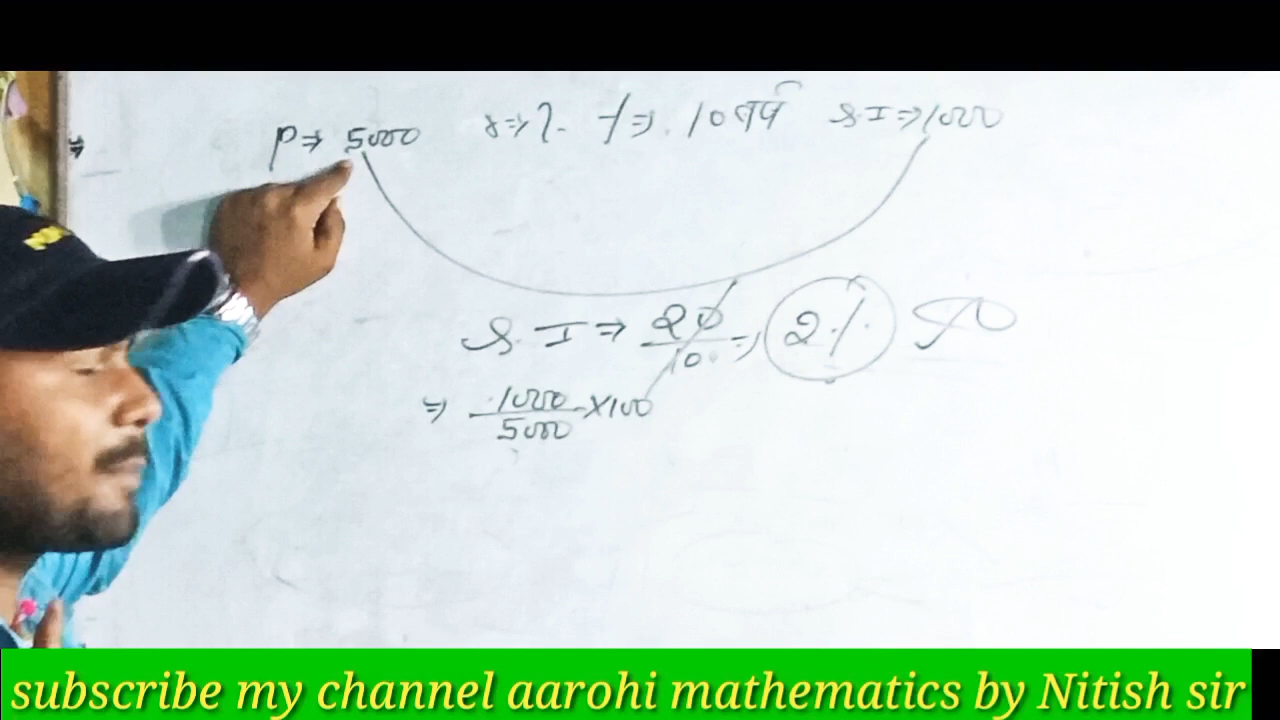 P ⇒ 5000 r ⇒ ?. t ⇒ 10 वर्ष S.I ⇒ 1000
S. I ⇒ 20/10 ⇒ 2%
⇒ 1000/5000 × 100
subscribe my channel aarohi mathematics by Nitish sir